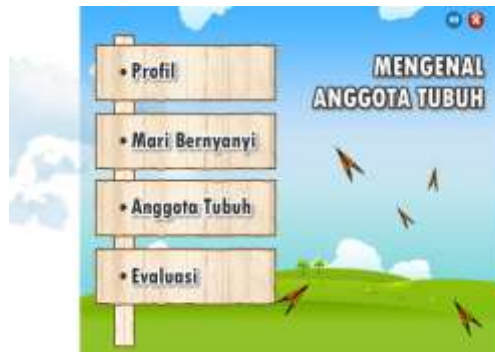 MENGENAL
ANGGOTA TUBUH
• Profil
• Mari Bernyanyi
• Anggota Tubuh
• Evaluasi